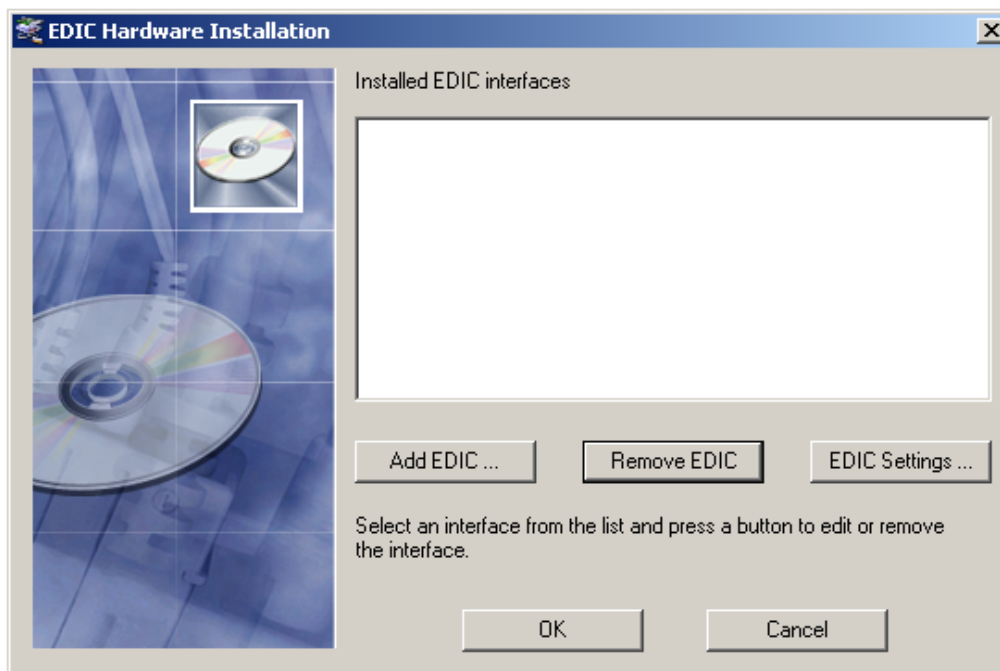 EDIC Hardware Installation
Installed EDIC interfaces
Add EDIC ...
Remove EDIC
EDIC Settings ...
Select an interface from the list and press a button to edit or remove
the interface.
OK
Cancel